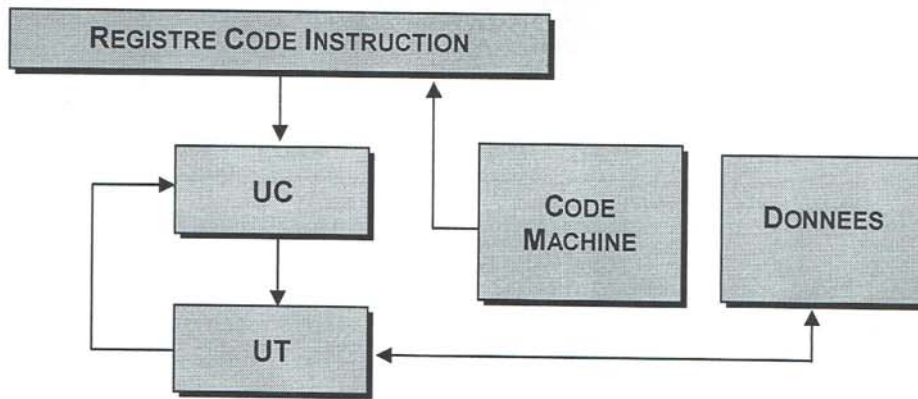 REGISTRE CODE INSTRUCTION
UC
CODE
MACHINE
DONNEES
UT